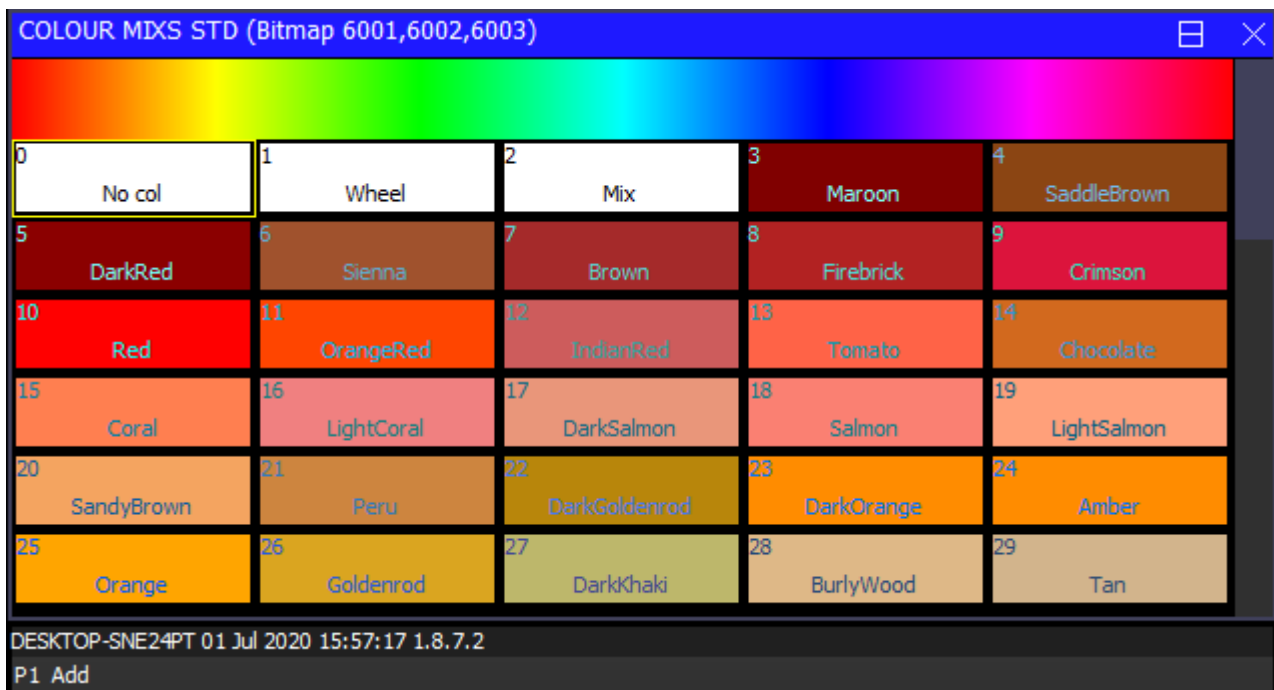 COLOUR MIXS STD (Bitmap 6001,6002,6003)
0 1 2 3 4
No col Wheel Mix Maroon SaddleBrown
5 6 7 8 9
DarkRed Sienna Brown Firebrick Crimson
10 11 12 13 14
Red OrangeRed IndianRed Tomato Chocolate
15 16 17 18 19
Coral LightCoral DarkSalmon Salmon LightSalmon
20 21 22 23 24
SandyBrown Peru DarkGoldenrod DarkOrange Amber
25 26 27 28 29
Orange Goldenrod DarkKhaki BurlyWood Tan
DESKTOP-SNE24PT 01 Jul 2020 15:57:17 1.8.7.2
P1 Add